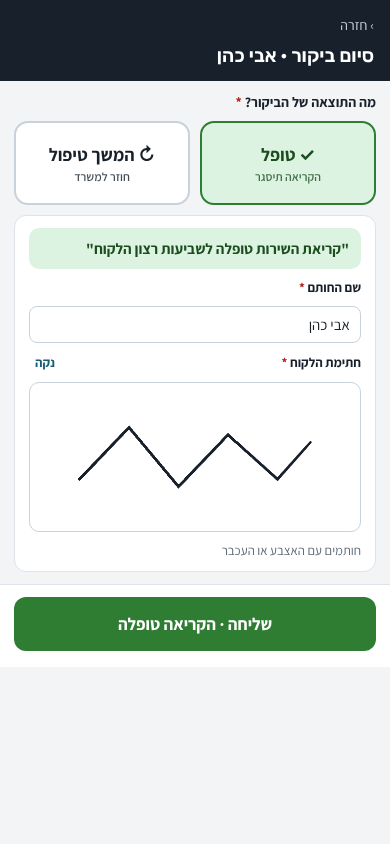 › חזרה
סיום ביקור • אבי כהן
מה התוצאה של הביקור? *
✓ טופל
הקריאה תיסגר
↻ המשך טיפול
חוזר למשרד
"קריאת השירות טופלה לשביעות רצון הלקוח"
שם החותם *
אבי כהן
חתימת הלקוח *
נקה
חותמים עם האצבע או העכבר
שליחה · הקריאה טופלה